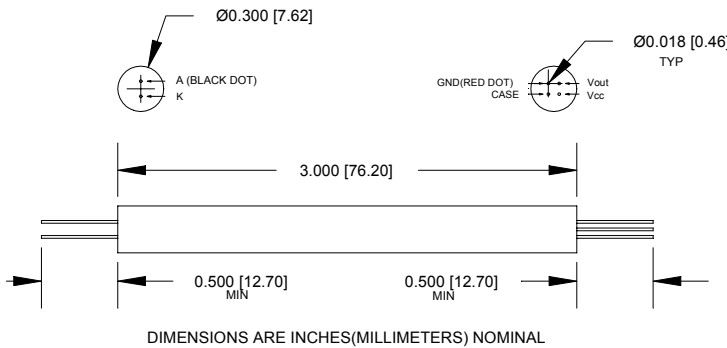 Ø0.300 [7.62]
Ø0.018 [0.46]
TYP
A (BLACK DOT)
K
GND(RED DOT)
Vout
CASE
Vcc
3.000 [76.20]
0.500 [12.70]
MIN
0.500 [12.70]
MIN
DIMENSIONS ARE INCHES(MILLIMETERS) NOMINAL